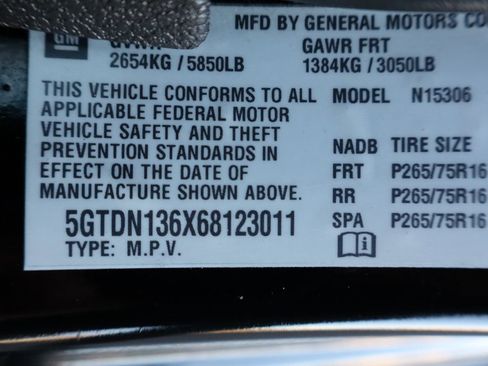 MFD BY GENERAL MOTORS CO
GM
GVWR GAWR FRT
2654KG / 5850LB 1384KG / 3050LB
THIS VEHICLE CONFORMS TO ALL MODEL N15306
APPLICABLE FEDERAL MOTOR
VEHICLE SAFETY AND THEFT NADB TIRE SIZE
PREVENTION STANDARDS IN FRT P265/75R16
EFFECT ON THE DATE OF RR P265/75R16
MANUFACTURE SHOWN ABOVE. SPA P265/75R16
5GTDN136X68123011
TYPE: M.P.V.